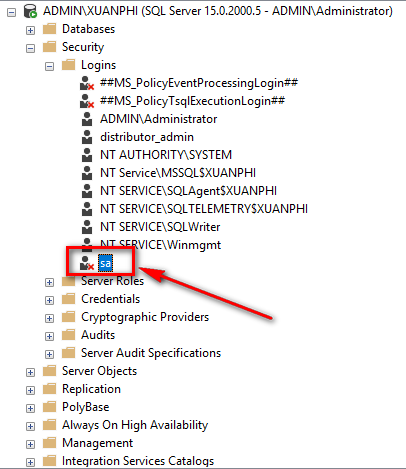 ADMIN\XUANPHI (SQL Server 15.0.2000.5 - ADMIN\Administrator)
Databases
Security
Logins
##MS_PolicyEventProcessingLogin##
##MS_PolicyTsqlExecutionLogin##
ADMIN\Administrator
distributor_admin
NT AUTHORITY\SYSTEM
NT Service\MSSQL$XUANPHI
NT SERVICE\SQLAgent$XUANPHI
NT SERVICE\SQLTELEMETRY$XUANPHI
NT SERVICE\SQLWriter
NT SERVICE\Winmgmt
sa
Server Roles
Credentials
Cryptographic Providers
Audits
Server Audit Specifications
Server Objects
Replication
PolyBase
Always On High Availability
Management
Integration Services Catalogs